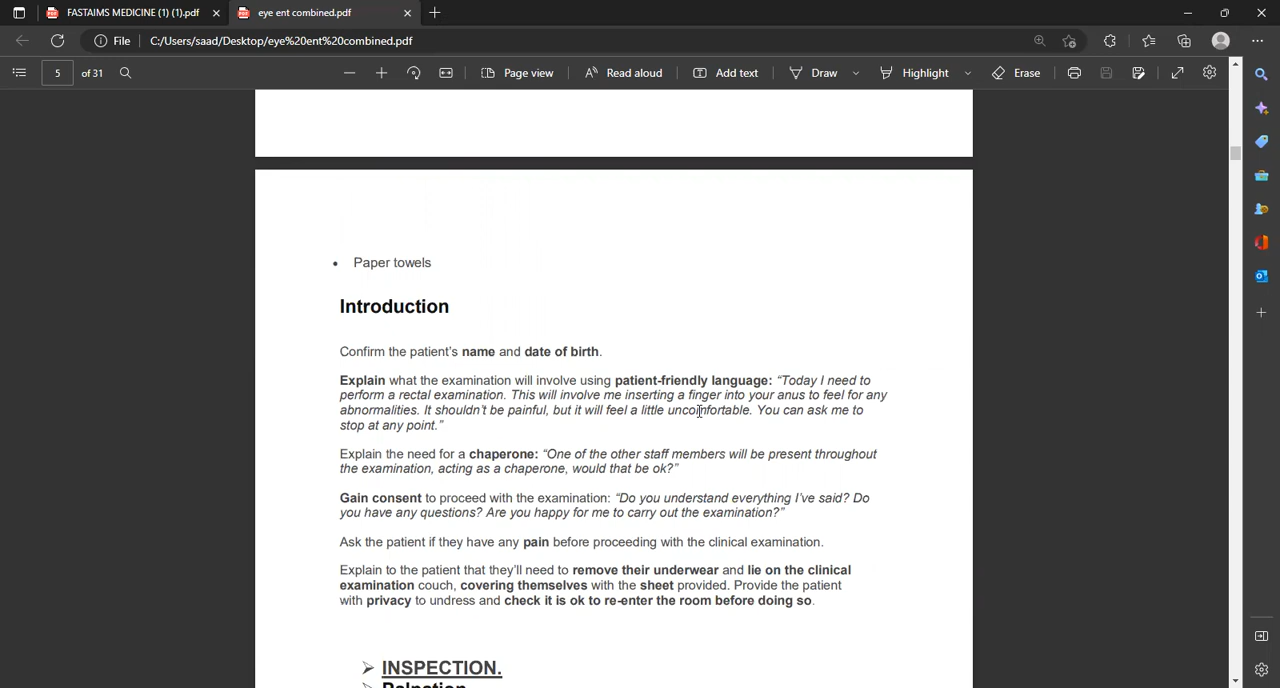 FASTAIMS MEDICINE (1) (1).pdf
eye ent combined.pdf
File
C:/Users/saad/Desktop/eye%20ent%20combined.pdf
5 of 31
Page view
Read aloud
Add text
Draw
Highlight
Erase
• Paper towels
Introduction
Confirm the patient's name and date of birth.
Explain what the examination will involve using patient-friendly language: “Today I need to
perform a rectal examination. This will involve me inserting a finger into your anus to feel for any
abnormalities. It shouldn’t be painful, but it will feel a little uncomfortable. You can ask me to
stop at any point.”
Explain the need for a chaperone: “One of the other staff members will be present throughout
the examination, acting as a chaperone, would that be ok?”
Gain consent to proceed with the examination: “Do you understand everything I’ve said? Do
you have any questions? Are you happy for me to carry out the examination?”
Ask the patient if they have any pain before proceeding with the clinical examination.
Explain to the patient that they’ll need to remove their underwear and lie on the clinical
examination couch, covering themselves with the sheet provided. Provide the patient
with privacy to undress and check it is ok to re-enter the room before doing so.
➢ INSPECTION.
➢ Palpation